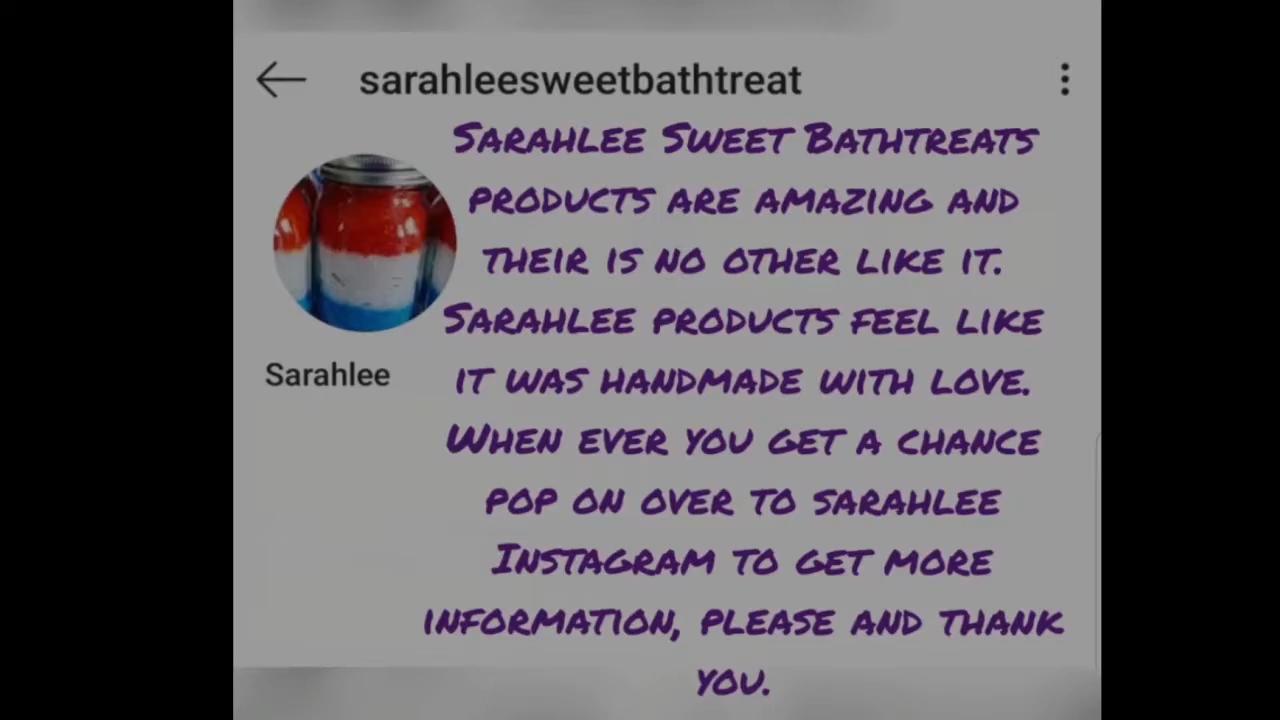 sarahleesweetbathtreat
Sarahlee Sweet Bathtreats
products are amazing and
their is no other like it.
Sarahlee products feel like
it was handmade with love.
When ever you get a chance
pop on over to sarahlee
Instagram to get more
information, please and thank
you.
Sarahlee